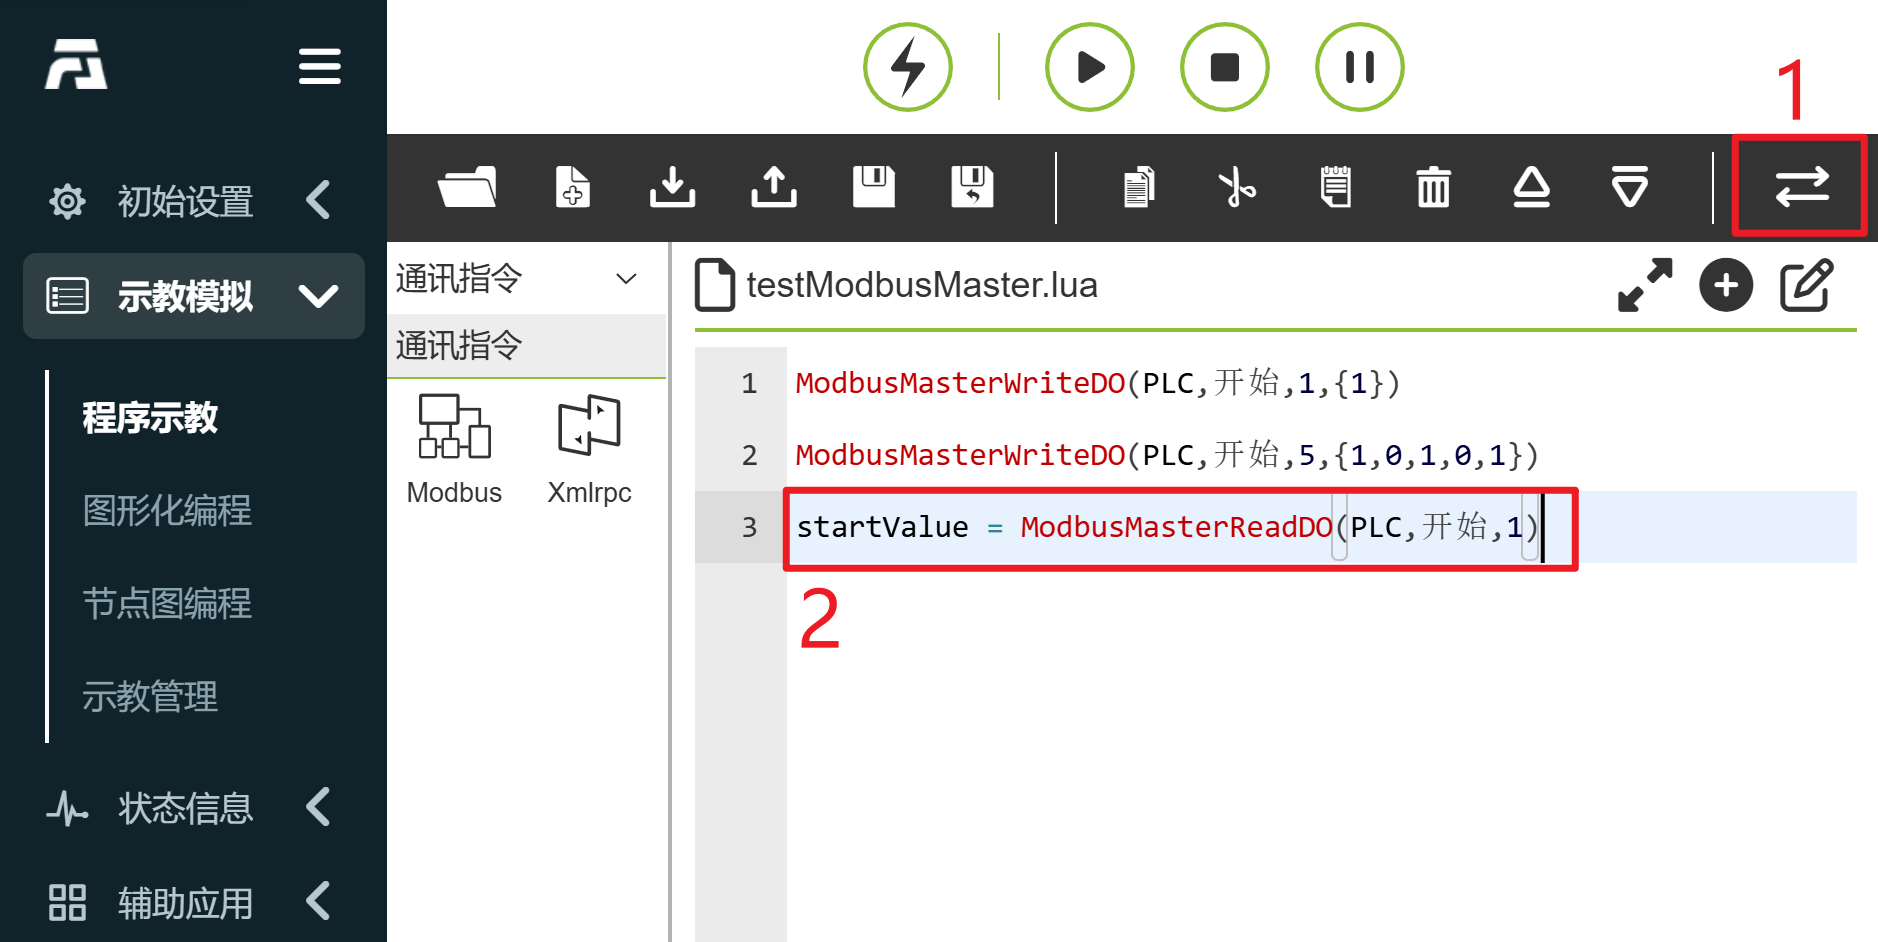 1
初始设置
示教模拟
程序示教
图形化编程
节点图编程
示教管理
状态信息
辅助应用
通讯指令
通讯指令
Modbus
Xmlrpc
testModbusMaster.lua
1 ModbusMasterWriteDO(PLC,开始,1,{1})
2 ModbusMasterWriteDO(PLC,开始,5,{1,0,1,0,1})
3 startValue = ModbusMasterReadDO(PLC,开始,1)
2